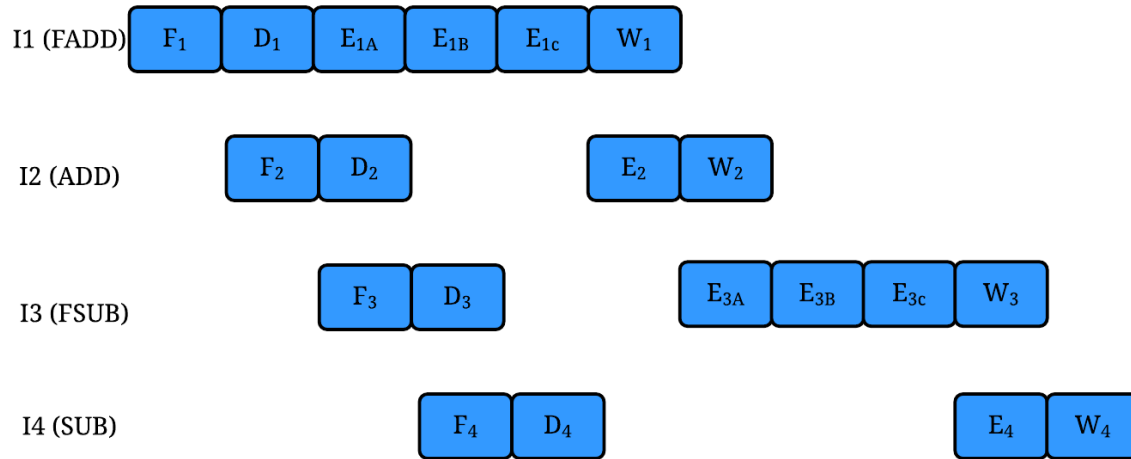 I1 (FADD) F₁ D₁ E₁A E₁B E₁c W₁
I2 (ADD) F₂ D₂ E₂ W₂
I3 (FSUB) F₃ D₃ E₃A E₃B E₃c W₃
I4 (SUB) F₄ D₄ E₄ W₄